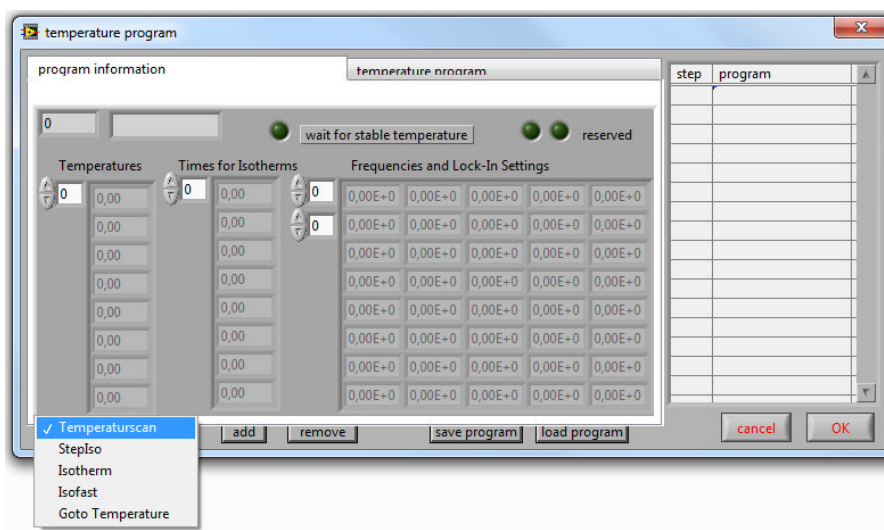 temperature program
program information
temperature program
step program
0
wait for stable temperature
reserved
Temperatures Times for Isotherms Frequencies and Lock-In Settings
0 0,00 0 0,00 0 0,00E+0 0,00E+0 0,00E+0 0,00E+0 0,00E+0
0,00 0,00 0 0,00E+0 0,00E+0 0,00E+0 0,00E+0 0,00E+0
0,00 0,00 0,00E+0 0,00E+0 0,00E+0 0,00E+0 0,00E+0
0,00 0,00 0,00E+0 0,00E+0 0,00E+0 0,00E+0 0,00E+0
0,00 0,00 0,00E+0 0,00E+0 0,00E+0 0,00E+0 0,00E+0
0,00 0,00 0,00E+0 0,00E+0 0,00E+0 0,00E+0 0,00E+0
0,00 0,00 0,00E+0 0,00E+0 0,00E+0 0,00E+0 0,00E+0
0,00 0,00 0,00E+0 0,00E+0 0,00E+0 0,00E+0 0,00E+0
add remove save program load program cancel OK
✓ Temperaturscan
StepIso
Isotherm
Isofast
Goto Temperature